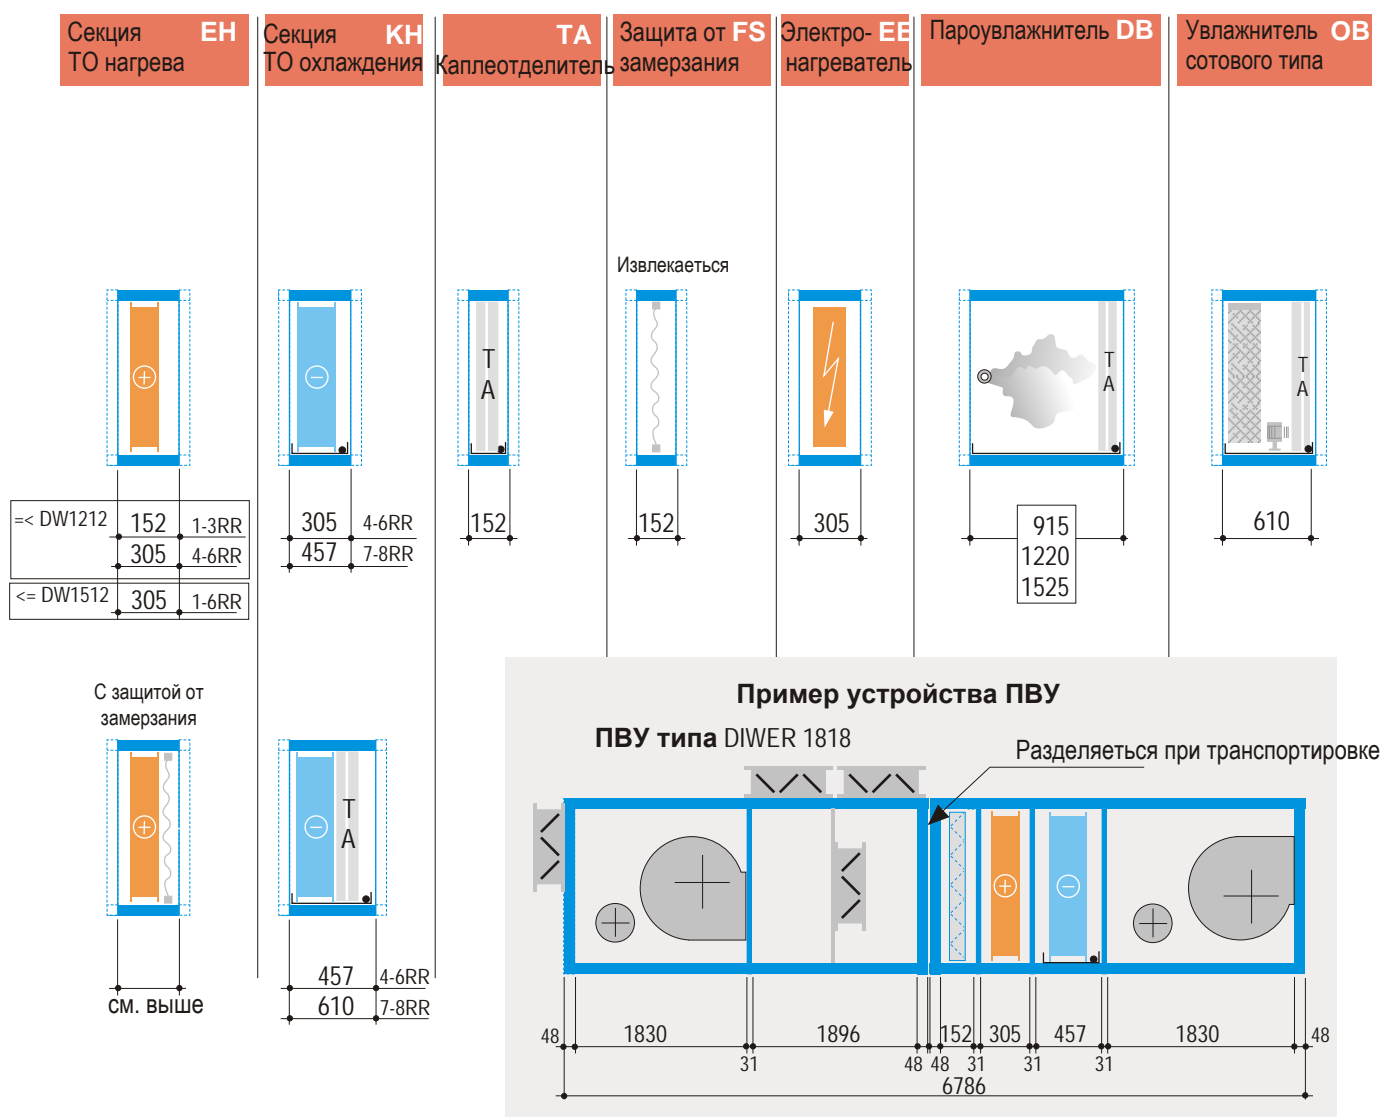 Секция EH
ТО нагрева
Секция KH
ТО охлаждения
TA
Каплеотделитель
Защита от FS
замерзания
Электро- EE
нагреватель
Пароувлажнитель DB
Увлажнитель OB
сотового типа
Извлекаеться
T
A
T
A
T
A
=< DW1212
152
1-3RR
305
4-6RR
<= DW1512
305
1-6RR
305
4-6RR
457
7-8RR
152
152
305
915
1220
1525
610
С защитой от
замерзания
T
A
см. выше
457
4-6RR
610
7-8RR
Пример устройства ПВУ
ПВУ типа DIWER 1818
Разделяеться при транспортировке
48 1830 1896 152 305 457 1830 48
31 48 48 31 31 31
6786